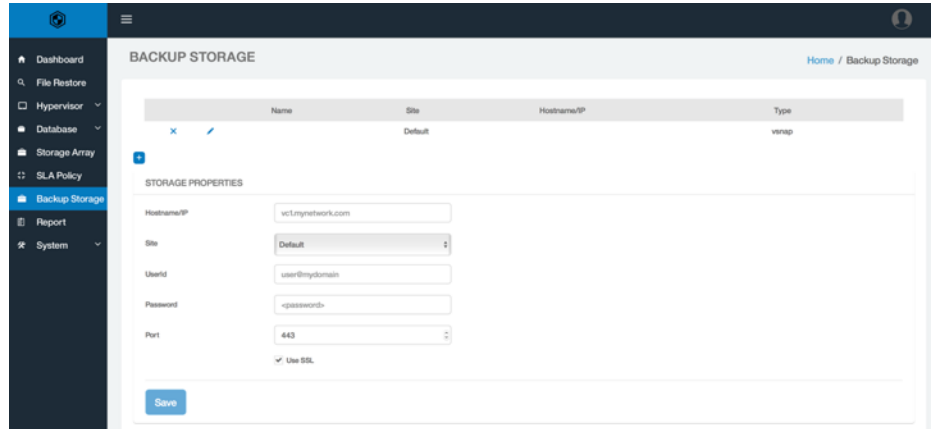 BACKUP STORAGE
Home / Backup Storage
Dashboard
File Restore
Hypervisor
Database
Storage Array
SLA Policy
Backup Storage
Report
System
Name Site Hostname/IP Type
Default vsnap
STORAGE PROPERTIES
Hostname/IP vc1.mynetwork.com
Site Default
UserId user@mydomain
Password <password>
Port 443
Use SSL
Save